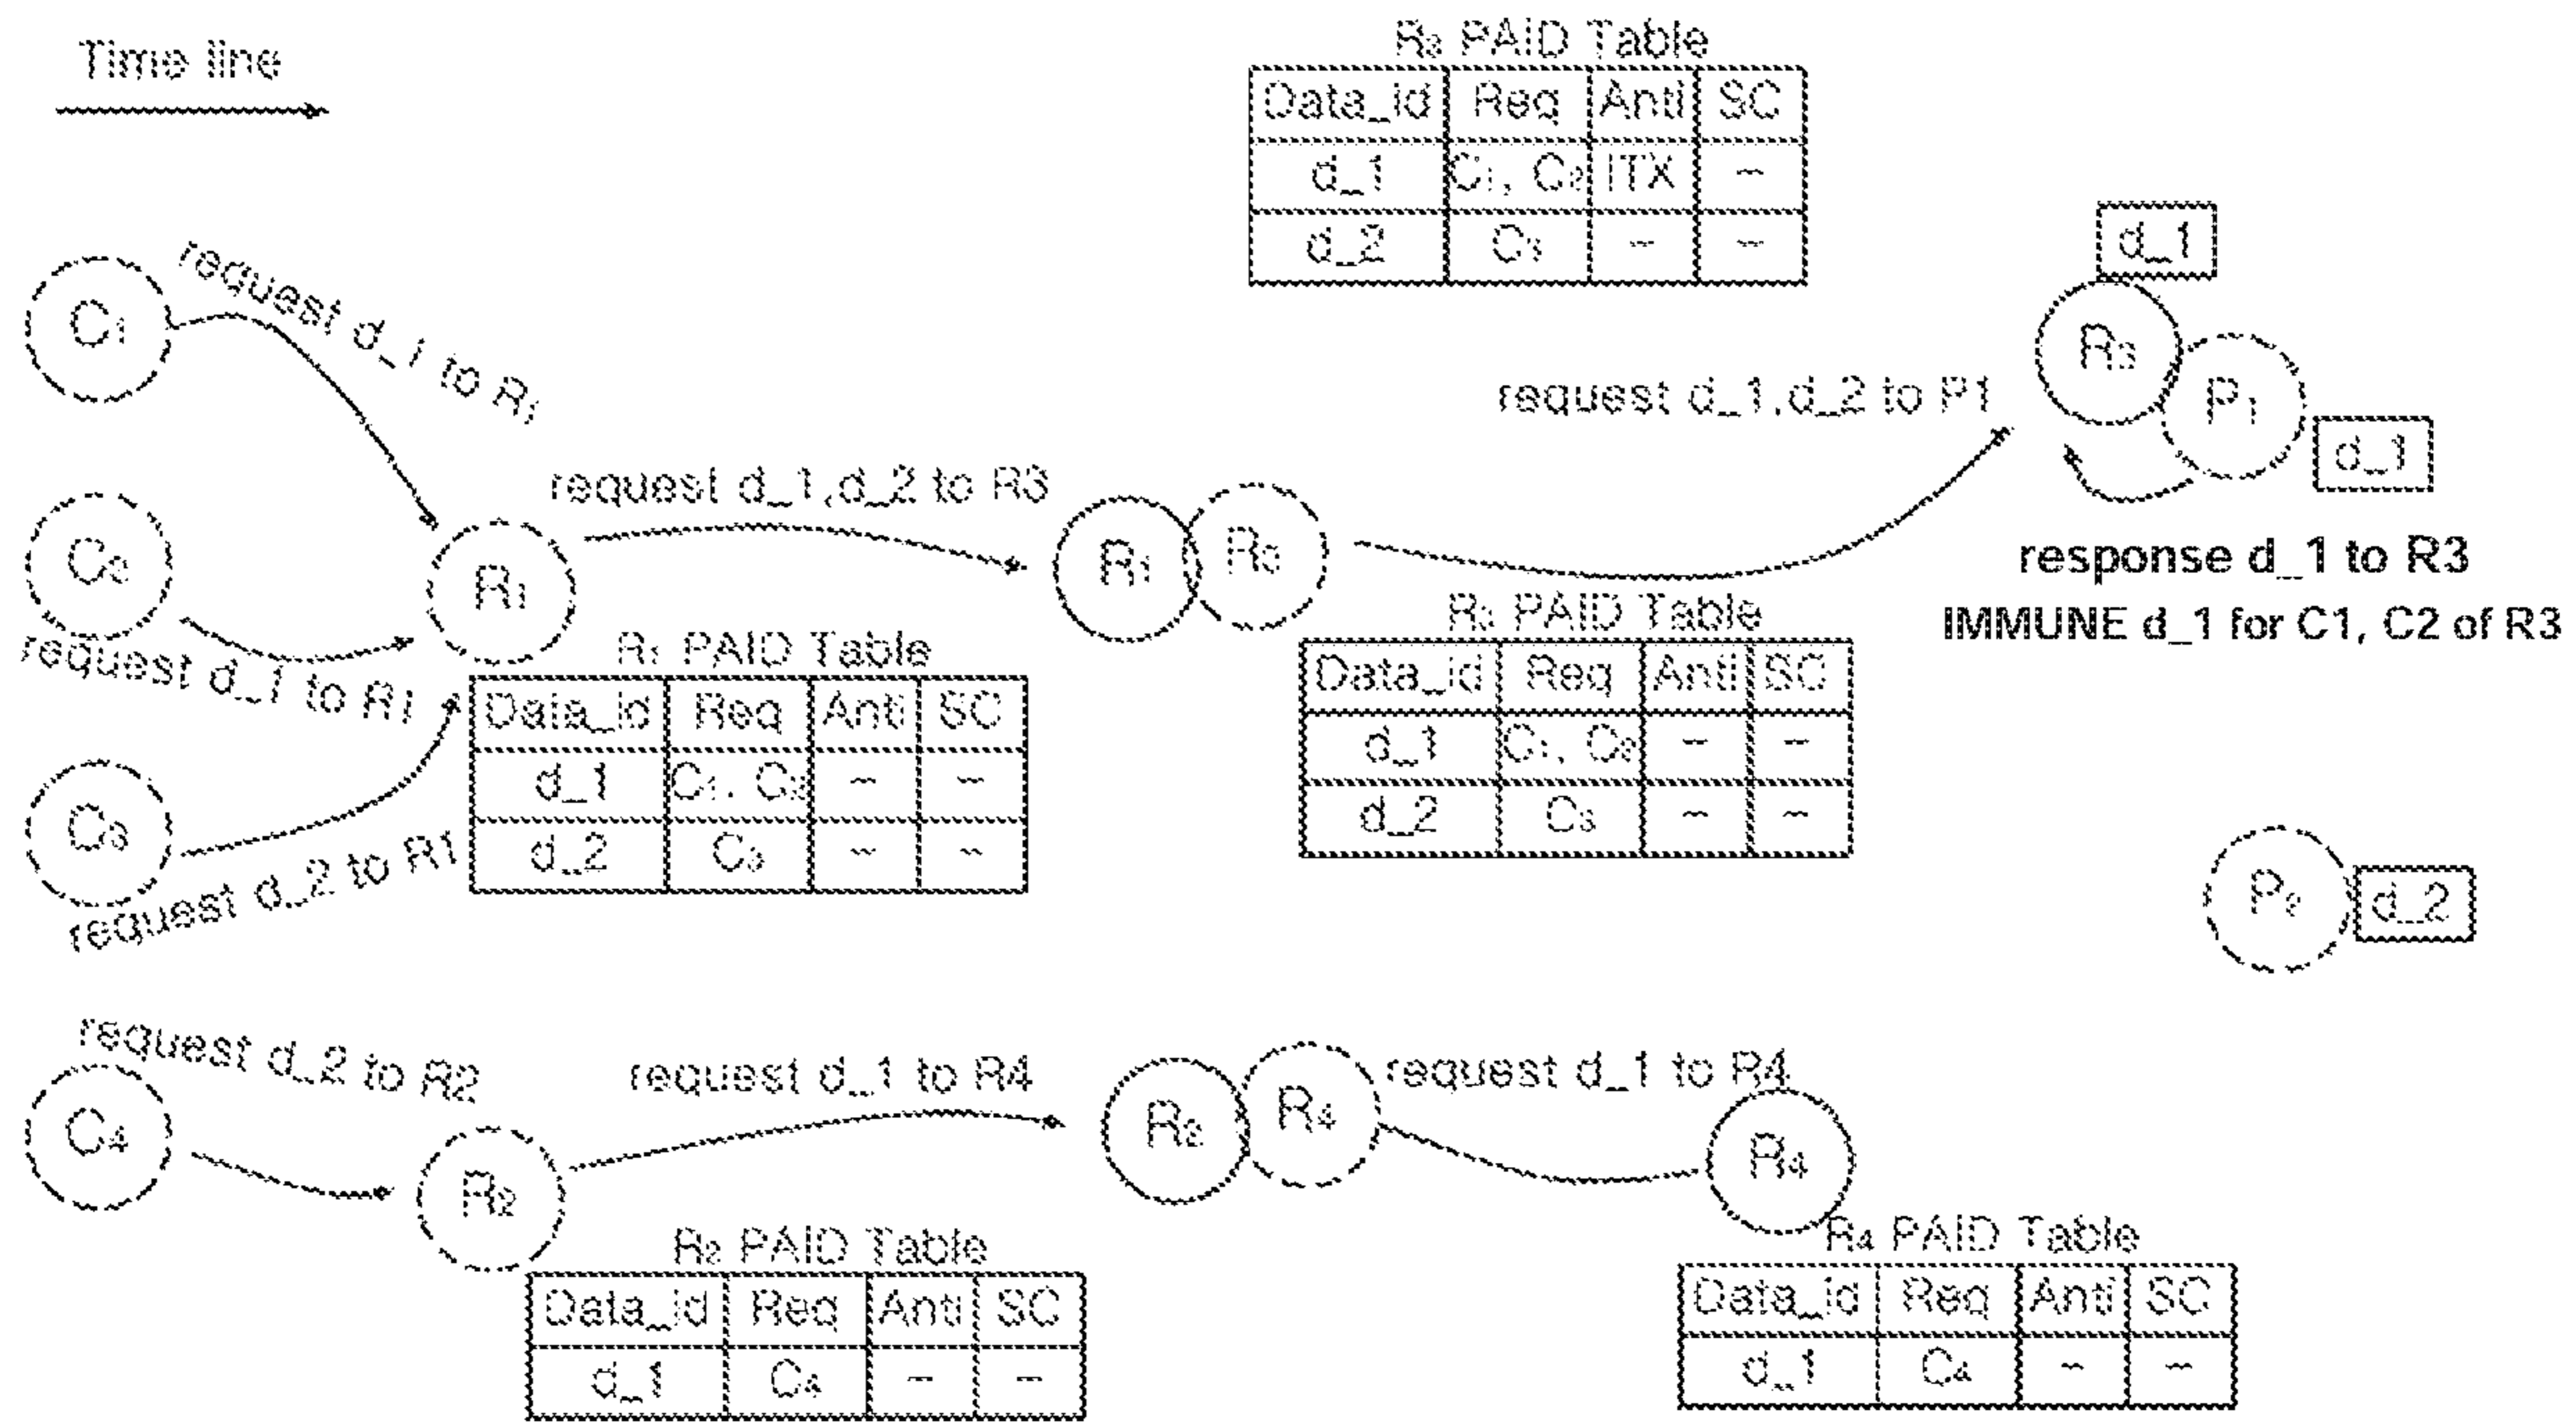 Time line
R₃ PAID Table
Data_id Req Anti SC
d_1 C₁, C₂ ITX –
d_2 C₃ – –
d_1
C₁
request d_1 to R₁
R₃
P₁
d_1
request d_1,d_2 to P1
response d_1 to R3
IMMUNE d_1 for C1, C2 of R3
C₂
request d_1 to R1
request d_1,d_2 to R3
R₁
R₁
R₃
R₁ PAID Table
Data_id Req Anti SC
d_1 C₁, C₂ – –
d_2 C₃ – –
R₃ PAID Table
Data_id Req Anti SC
d_1 C₁, C₂ – –
d_2 C₃ – –
C₃
request d_2 to R1
P₂
d_2
request d_2 to R2
C₄
request d_1 to R4
R₂
R₂
R₄
request d_1 to R4
R₄
R₂ PAID Table
Data_id Req Anti SC
d_1 C₄ – –
R₄ PAID Table
Data_id Req Anti SC
d_1 C₄ – –